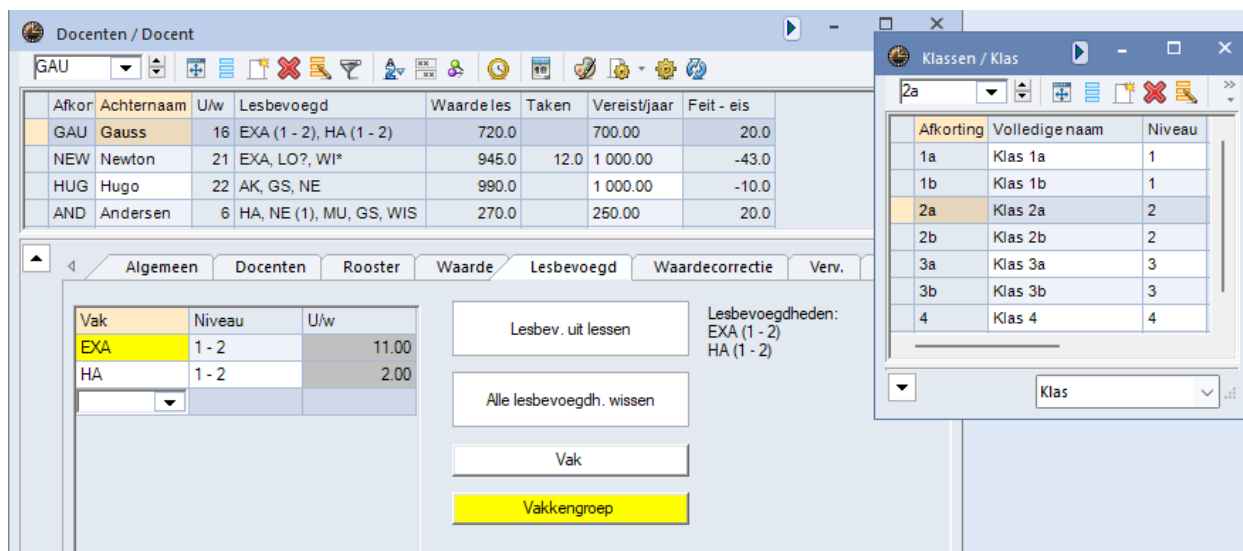 Docenten / Docent
GAU
Afkor Achternaam U/w Lesbevoegd Waarde les Taken Vereist/jaar Feit - eis
GAU Gauss 16 EXA (1 - 2), HA (1 - 2) 720.0 700.00 20.0
NEW Newton 21 EXA, LO?, WI* 945.0 12.0 1 000.00 -43.0
HUG Hugo 22 AK, GS, NE 990.0 1 000.00 -10.0
AND Andersen 6 HA, NE (1), MU, GS, WIS 270.0 250.00 20.0
Algemeen Docenten Rooster Waarde Lesbevoegd Waardecorrectie Verv.
Vak Niveau U/w
EXA 1 - 2 11.00
HA 1 - 2 2.00
Lesbev. uit lessen
Alle lesbevoegdh. wissen
Vak
Vakkengroep
Lesbevoegdheden:
EXA (1 - 2)
HA (1 - 2)
Klassen / Klas
2a
Afkorting Volledige naam Niveau
1a Klas 1a 1
1b Klas 1b 1
2a Klas 2a 2
2b Klas 2b 2
3a Klas 3a 3
3b Klas 3b 3
4 Klas 4 4
Klas